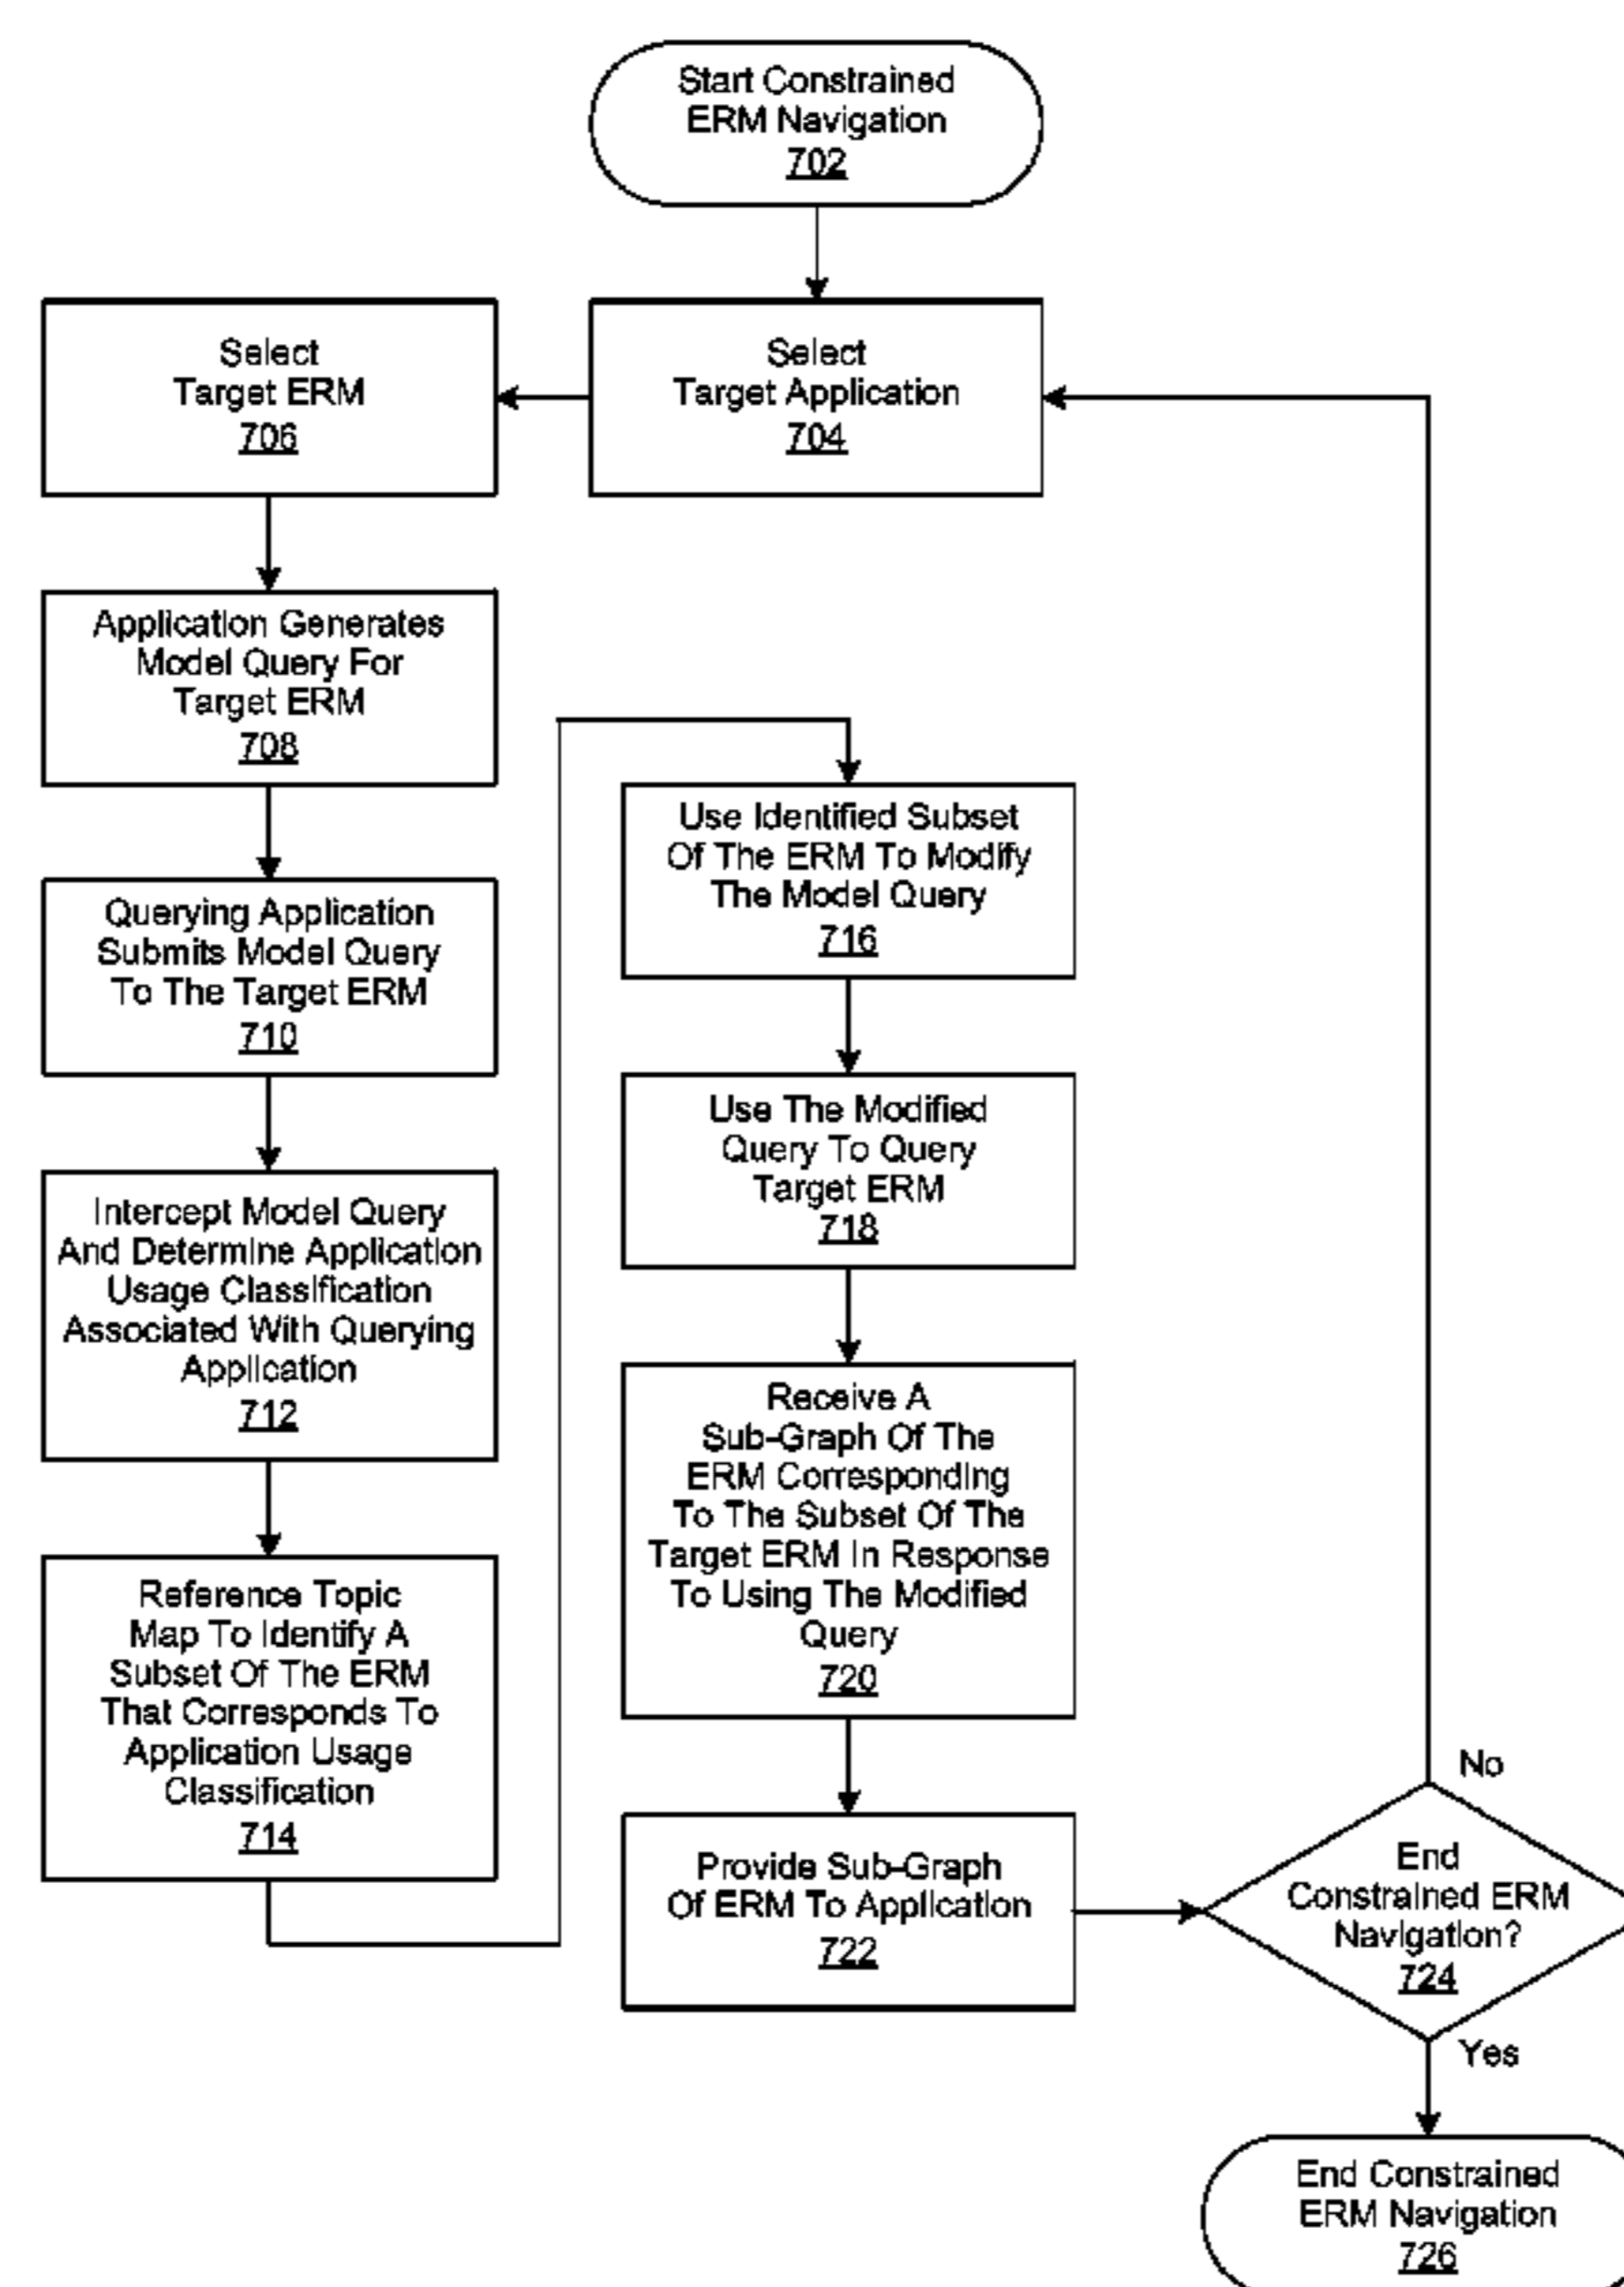 Start Constrained
ERM Navigation
702
Select
Target Application
704
Select
Target ERM
706
Application Generates
Model Query For
Target ERM
708
Querying Application
Submits Model Query
To The Target ERM
710
Intercept Model Query
And Determine Application
Usage Classification
Associated With Querying
Application
712
Reference Topic
Map To Identify A
Subset Of The ERM
That Corresponds To
Application Usage
Classification
714
Use Identified Subset
Of The ERM To Modify
The Model Query
716
Use The Modified
Query To Query
Target ERM
718
Receive A
Sub-Graph Of The
ERM Corresponding
To The Subset Of The
Target ERM In Response
To Using The Modified
Query
720
Provide Sub-Graph
Of ERM To Application
722
No
End
Constrained ERM
Navigation?
724
Yes
End Constrained
ERM Navigation
726